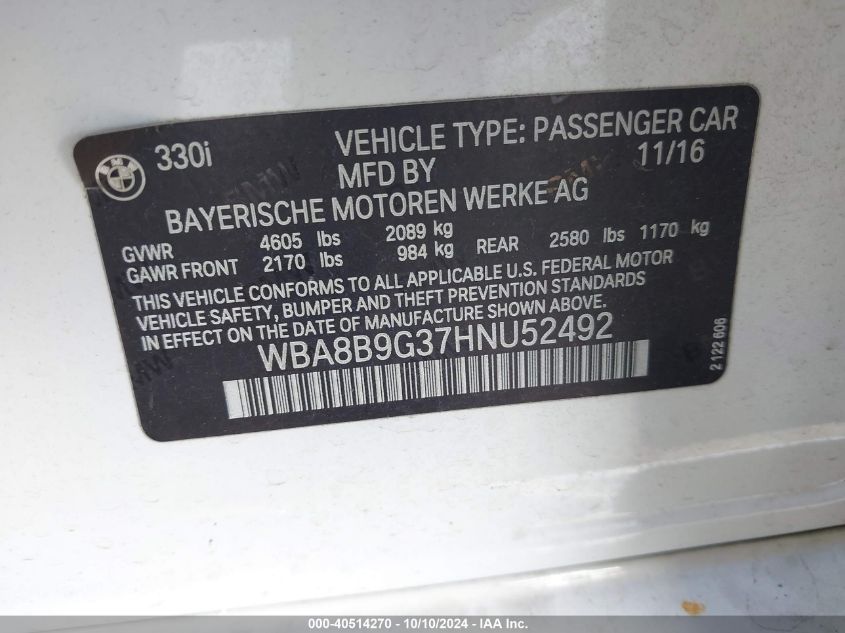 BMW
330i
VEHICLE TYPE: PASSENGER CAR
MFD BY 11/16
BAYERISCHE MOTOREN WERKE AG
GVWR 4605 lbs 2089 kg
GAWR FRONT 2170 lbs 984 kg REAR 2580 lbs 1170 kg
THIS VEHICLE CONFORMS TO ALL APPLICABLE U.S. FEDERAL MOTOR
VEHICLE SAFETY, BUMPER AND THEFT PREVENTION STANDARDS
IN EFFECT ON THE DATE OF MANUFACTURE SHOWN ABOVE.
WBA8B9G37HNU52492
2 122 606
000-40514270 - 10/10/2024 - IAA Inc.